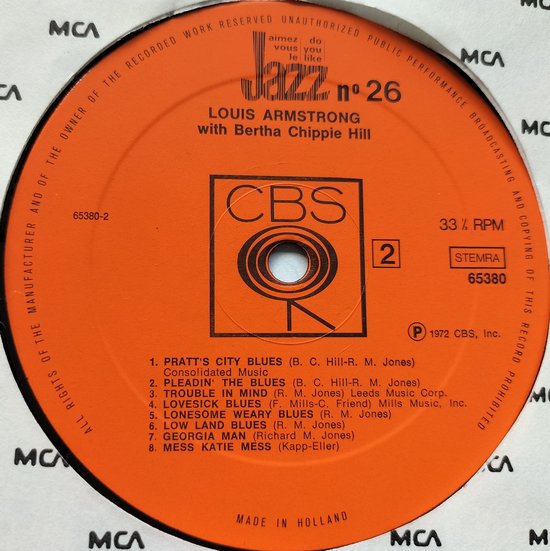 MCA
MCA
MCA
ALL RIGHTS OF THE MANUFACTURER AND OF THE OWNER OF THE RECORDED WORK RESERVED UNAUTHORIZED PUBLIC PERFORMANCE BROADCASTING AND COPYING OF THIS RECORD PROHIBITED
aimez do
vous you
le like
Jazz nº 26
LOUIS ARMSTRONG
with Bertha Chippie Hill
CBS
65380-2
33 ⅓ RPM
2
STEMRA
65380
℗ 1972 CBS, Inc.
1. PRATT'S CITY BLUES (B. C. Hill-R. M. Jones)
Consolidated Music
2. PLEADIN' THE BLUES (B. C. Hill-R. M. Jones)
3. TROUBLE IN MIND (R. M. Jones) Leeds Music Corp.
4. LOVESICK BLUES (F. Mills-C. Friend) Mills Music, Inc.
5. LONESOME WEARY BLUES (R. M. Jones)
6. LOW LAND BLUES (R. M. Jones)
7 GEORGIA MAN (Richard M. Jones)
8 MESS KATIE MESS (Kapp-Eller)
MADE IN HOLLAND
MCA
MCA
MCA
MCA